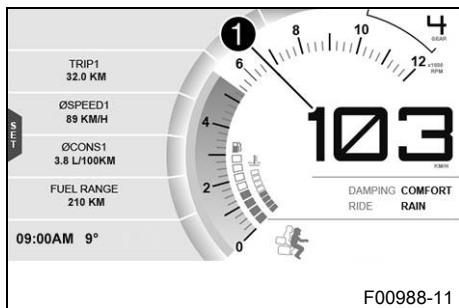 1
8
10
4
GEAR
6
12
x1000
RPM
TRIP1
32.0 KM
ØSPEED1
89 KM/H
4
103
SET
ØCONS1
3.8 L/100KM
KM/H
FUEL RANGE
210 KM
2
DAMPING COMFORT
RIDE RAIN
09:00AM 9°
0
F00988-11